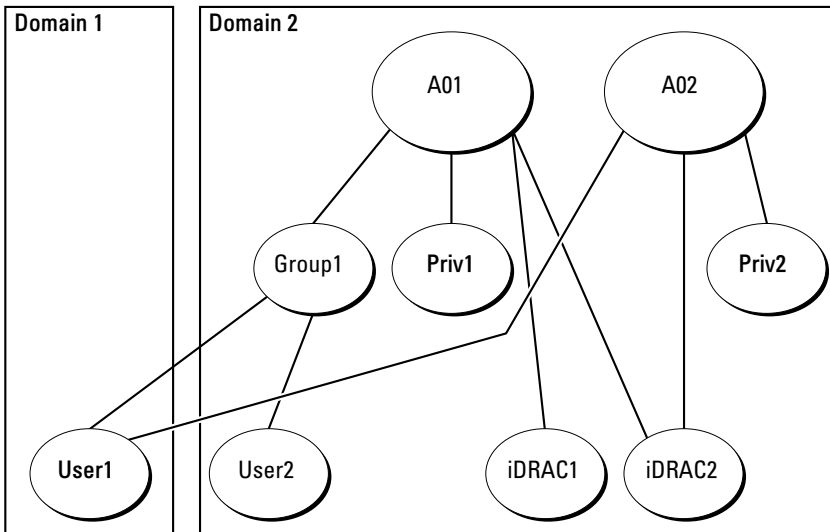 Domain 1
Domain 2
A01
A02
Group1
Priv1
Priv2
User1
User2
iDRAC1
iDRAC2